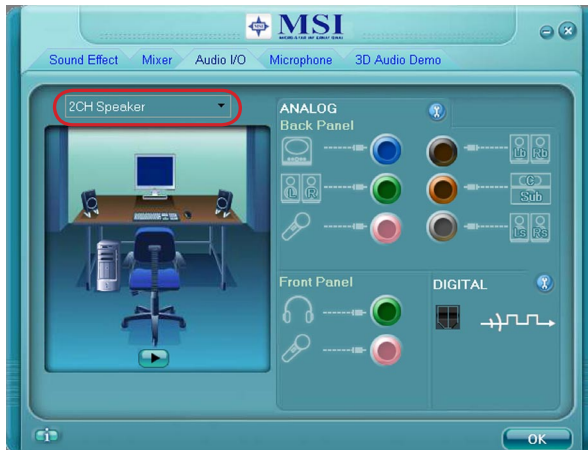 MSI
Sound Effect
Mixer
Audio I/O
Microphone
3D Audio Demo
2CH Speaker
ANALOG
Back Panel
Lb Rb
L R
C
Sub
Ls Rs
Front Panel
DIGITAL
i
OK